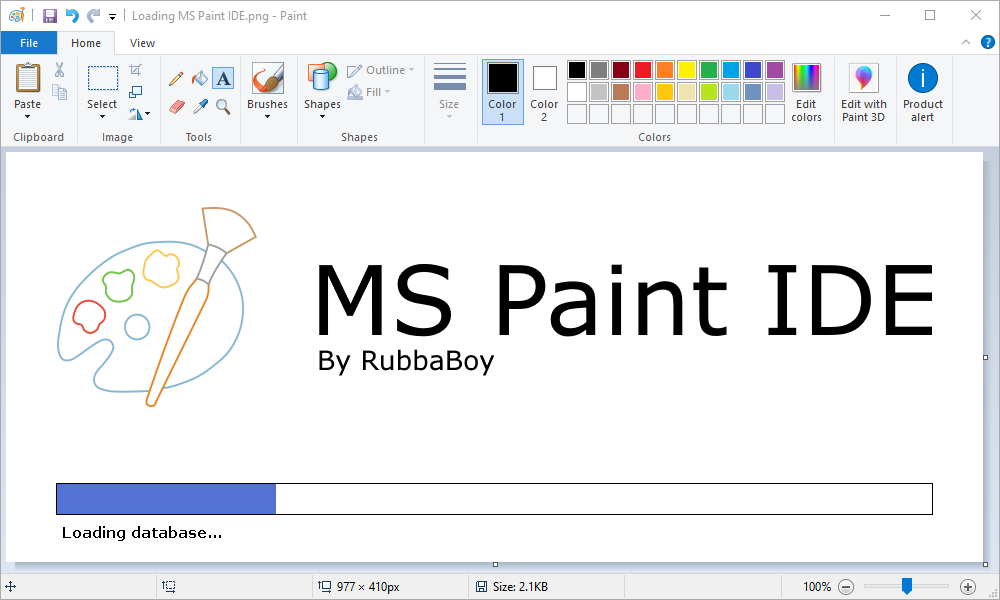 Loading MS Paint IDE.png - Paint
File Home View
Paste Select Brushes Shapes Outline Fill Size Color 1 Color 2 Edit colors Edit with Paint 3D Product alert
A
Clipboard Image Tools Shapes Colors
MS Paint IDE
By RubbaBoy
Loading database...
977 × 410px Size: 2.1KB 100%